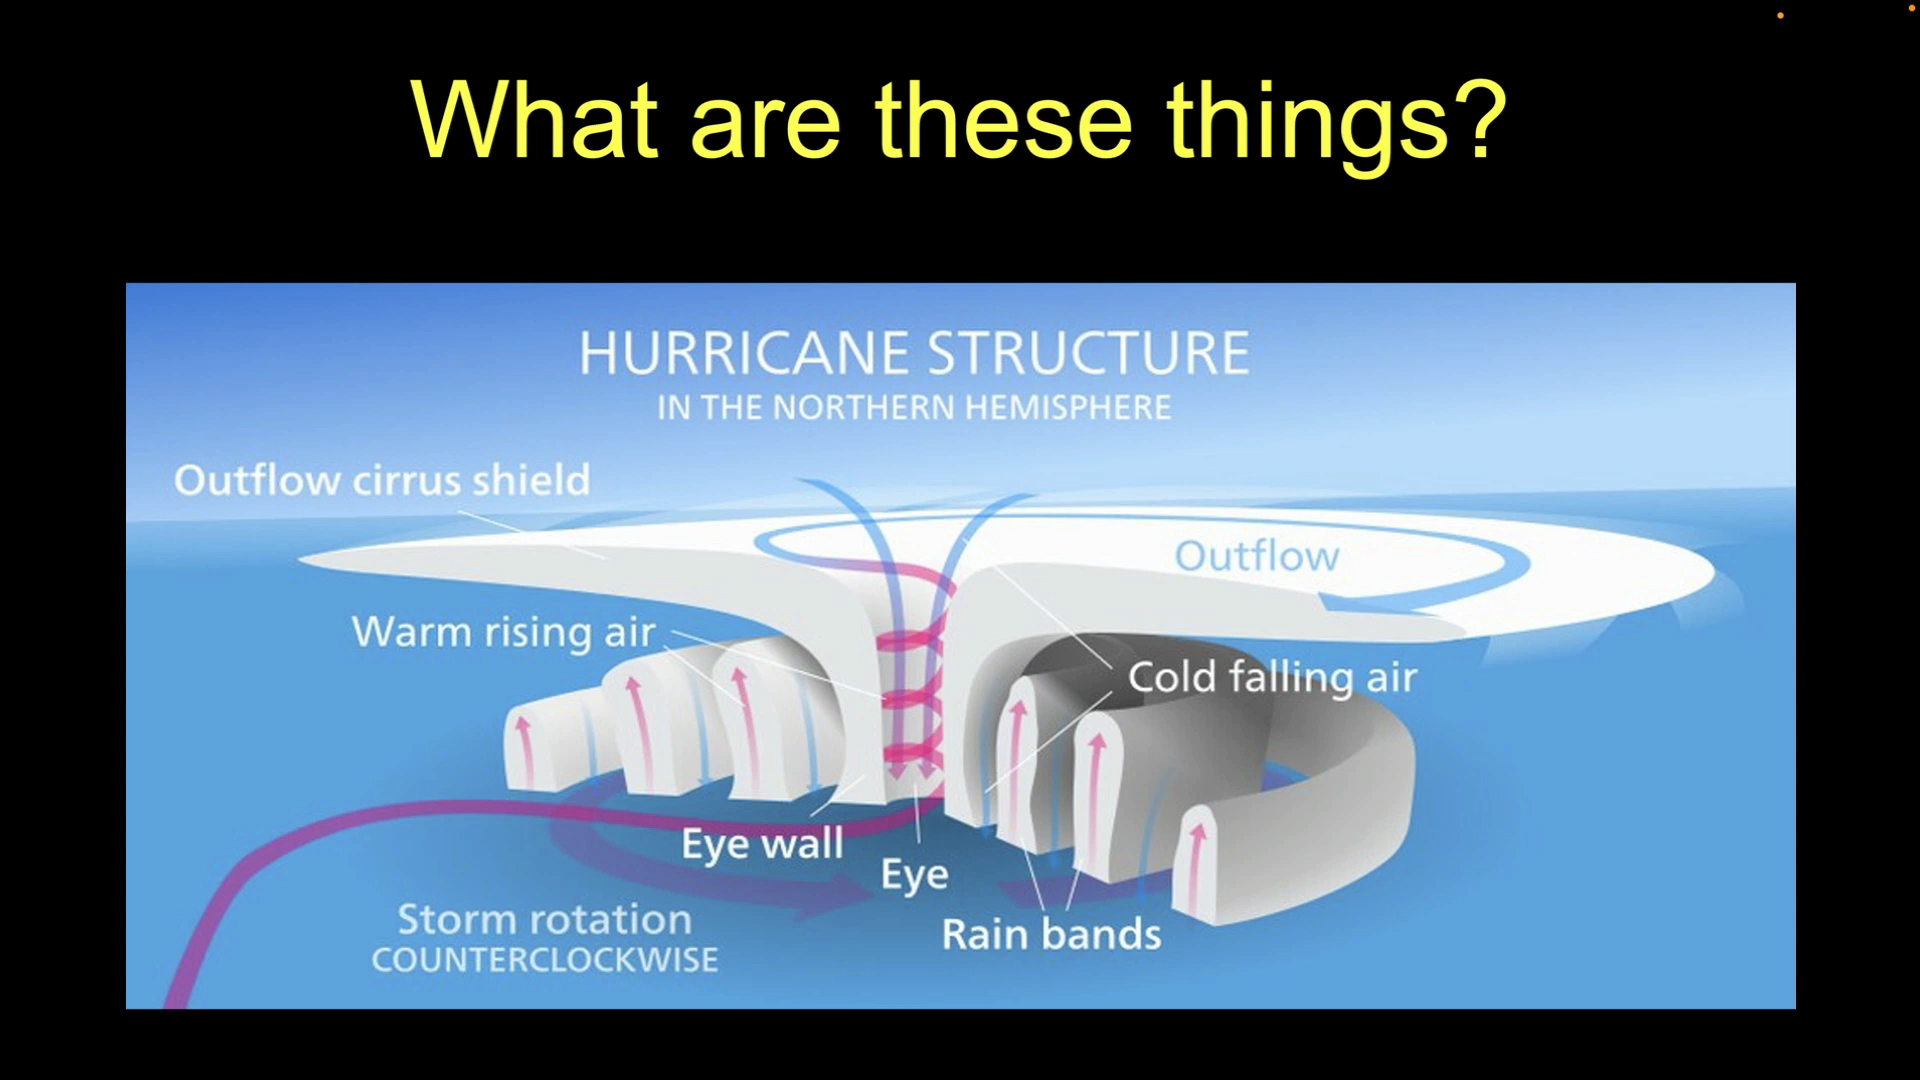 What are these things?
HURRICANE STRUCTURE
IN THE NORTHERN HEMISPHERE
Outflow cirrus shield
Outflow
Warm rising air
Cold falling air
Eye wall
Eye
Rain bands
Storm rotation
COUNTERCLOCKWISE